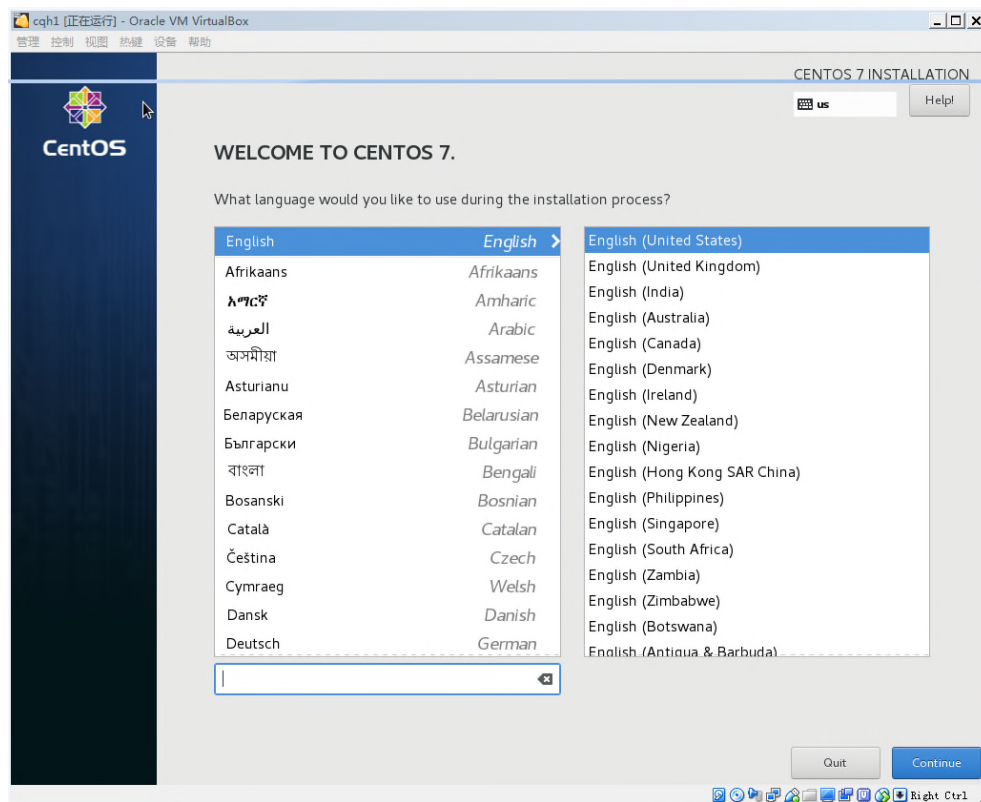 cqh1 [正在运行] - Oracle VM VirtualBox
管理 控制 视图 热键 设备 帮助
CENTOS 7 INSTALLATION
us
Help!
CentOS
WELCOME TO CENTOS 7.
What language would you like to use during the installation process?
English English
Afrikaans Afrikaans
አማርኛ Amharic
العربية Arabic
অসমীয়া Assamese
Asturianu Asturian
Беларуская Belarusian
Български Bulgarian
বাংলা Bengali
Bosanski Bosnian
Català Catalan
Čeština Czech
Cymraeg Welsh
Dansk Danish
Deutsch German
English (United States)
English (United Kingdom)
English (India)
English (Australia)
English (Canada)
English (Denmark)
English (Ireland)
English (New Zealand)
English (Nigeria)
English (Hong Kong SAR China)
English (Philippines)
English (Singapore)
English (South Africa)
English (Zambia)
English (Zimbabwe)
English (Botswana)
English (Antigua & Barbuda)
Quit
Continue
Right Ctrl